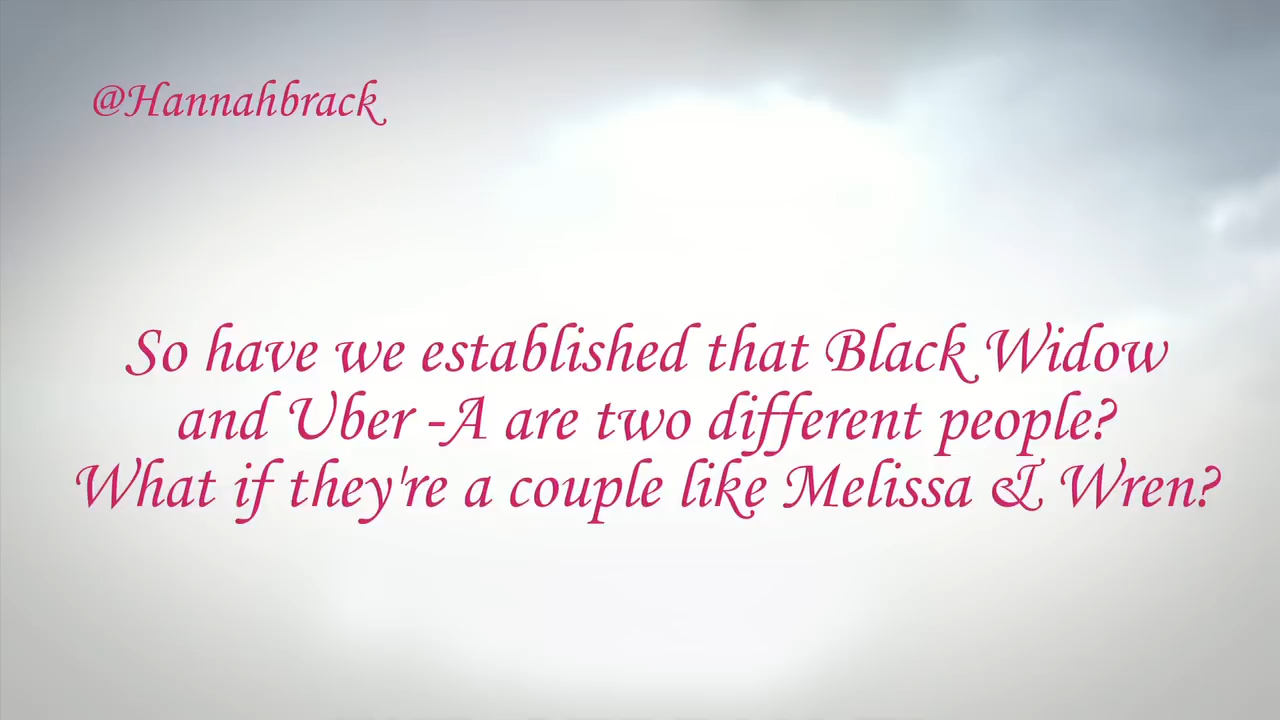 @Hannahbrack
So have we established that Black Widow
and Uber -A are two different people?
What if they're a couple like Melissa & Wren?